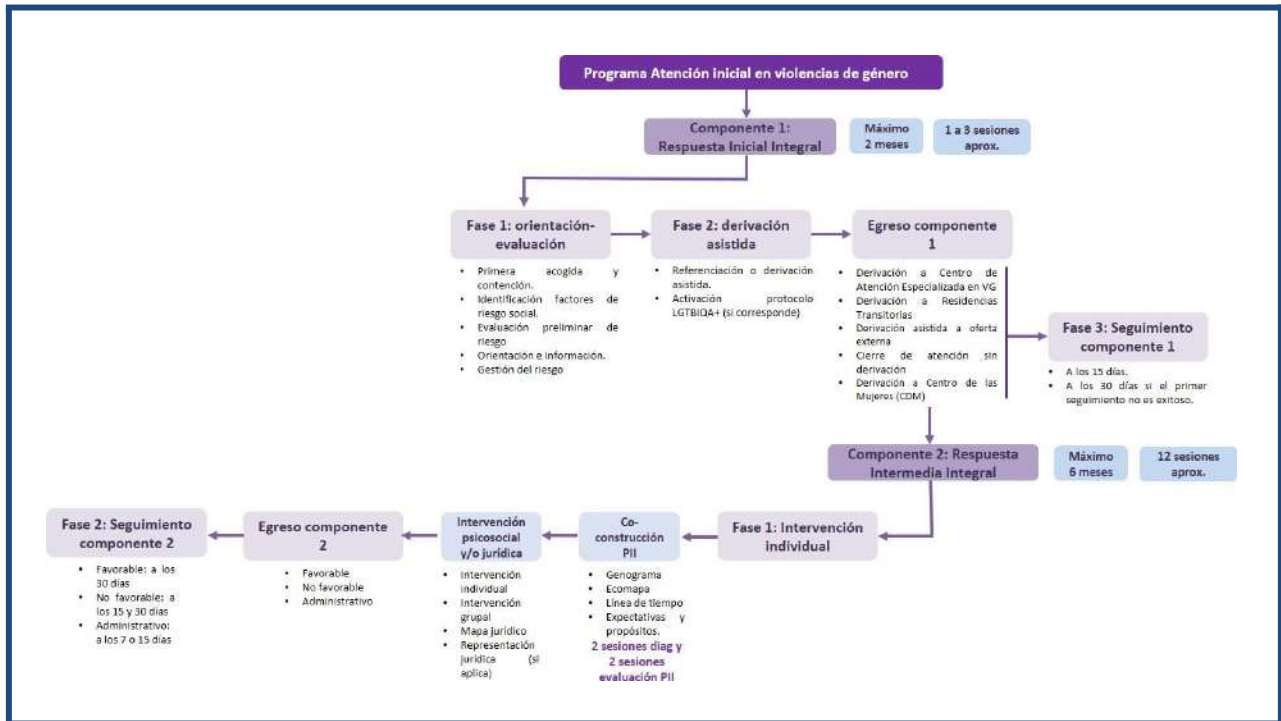 Programa Atención inicial en violencias de género
Componente 1:
Respuesta Inicial Integral
Máximo
2 meses
1 a 3 sesiones
aprox.
Fase 1: orientación-
evaluación
• Primera acogida y
contención.
• Identificación factores de
riesgo social.
• Evaluación preliminar de
riesgo
• Orientación e información.
• Gestión del riesgo
Fase 2: derivación
asistida
• Referenciación o derivación
asistida.
• Activación protocolo
LGTBIQA+ (si corresponde)
Egreso componente
1
• Derivación a Centro de
Atención Especializada en VG
• Derivación a Residencias
Transitorias
• Derivación asistida a oferta
externa
• Cierre de atención sin
derivación
• Derivación a Centro de las
Mujeres (CDM)
Fase 3: Seguimiento
componente 1
• A los 15 días.
• A los 30 días si el primer
seguimiento no es exitoso.
Componente 2: Respuesta
Intermedia Integral
Máximo
6 meses
12 sesiones
aprox.
Fase 1: Intervención
individual
Co-
construcción
PII
• Genograma
• Ecomapa
• Línea de tiempo
• Expectativas y
propósitos.
2 sesiones diag y
2 sesiones
evaluación PII
Intervención
psicosocial
y/o jurídica
• Intervención
individual
• Intervención
grupal
• Mapa jurídico
• Representación
jurídica (si
aplica)
Egreso componente
2
• Favorable
• No favorable
• Administrativo
Fase 2: Seguimiento
componente 2
• Favorable: a los
30 días
• No favorable: a
los 15 y 30 días
• Administrativo:
a los 7 o 15 días